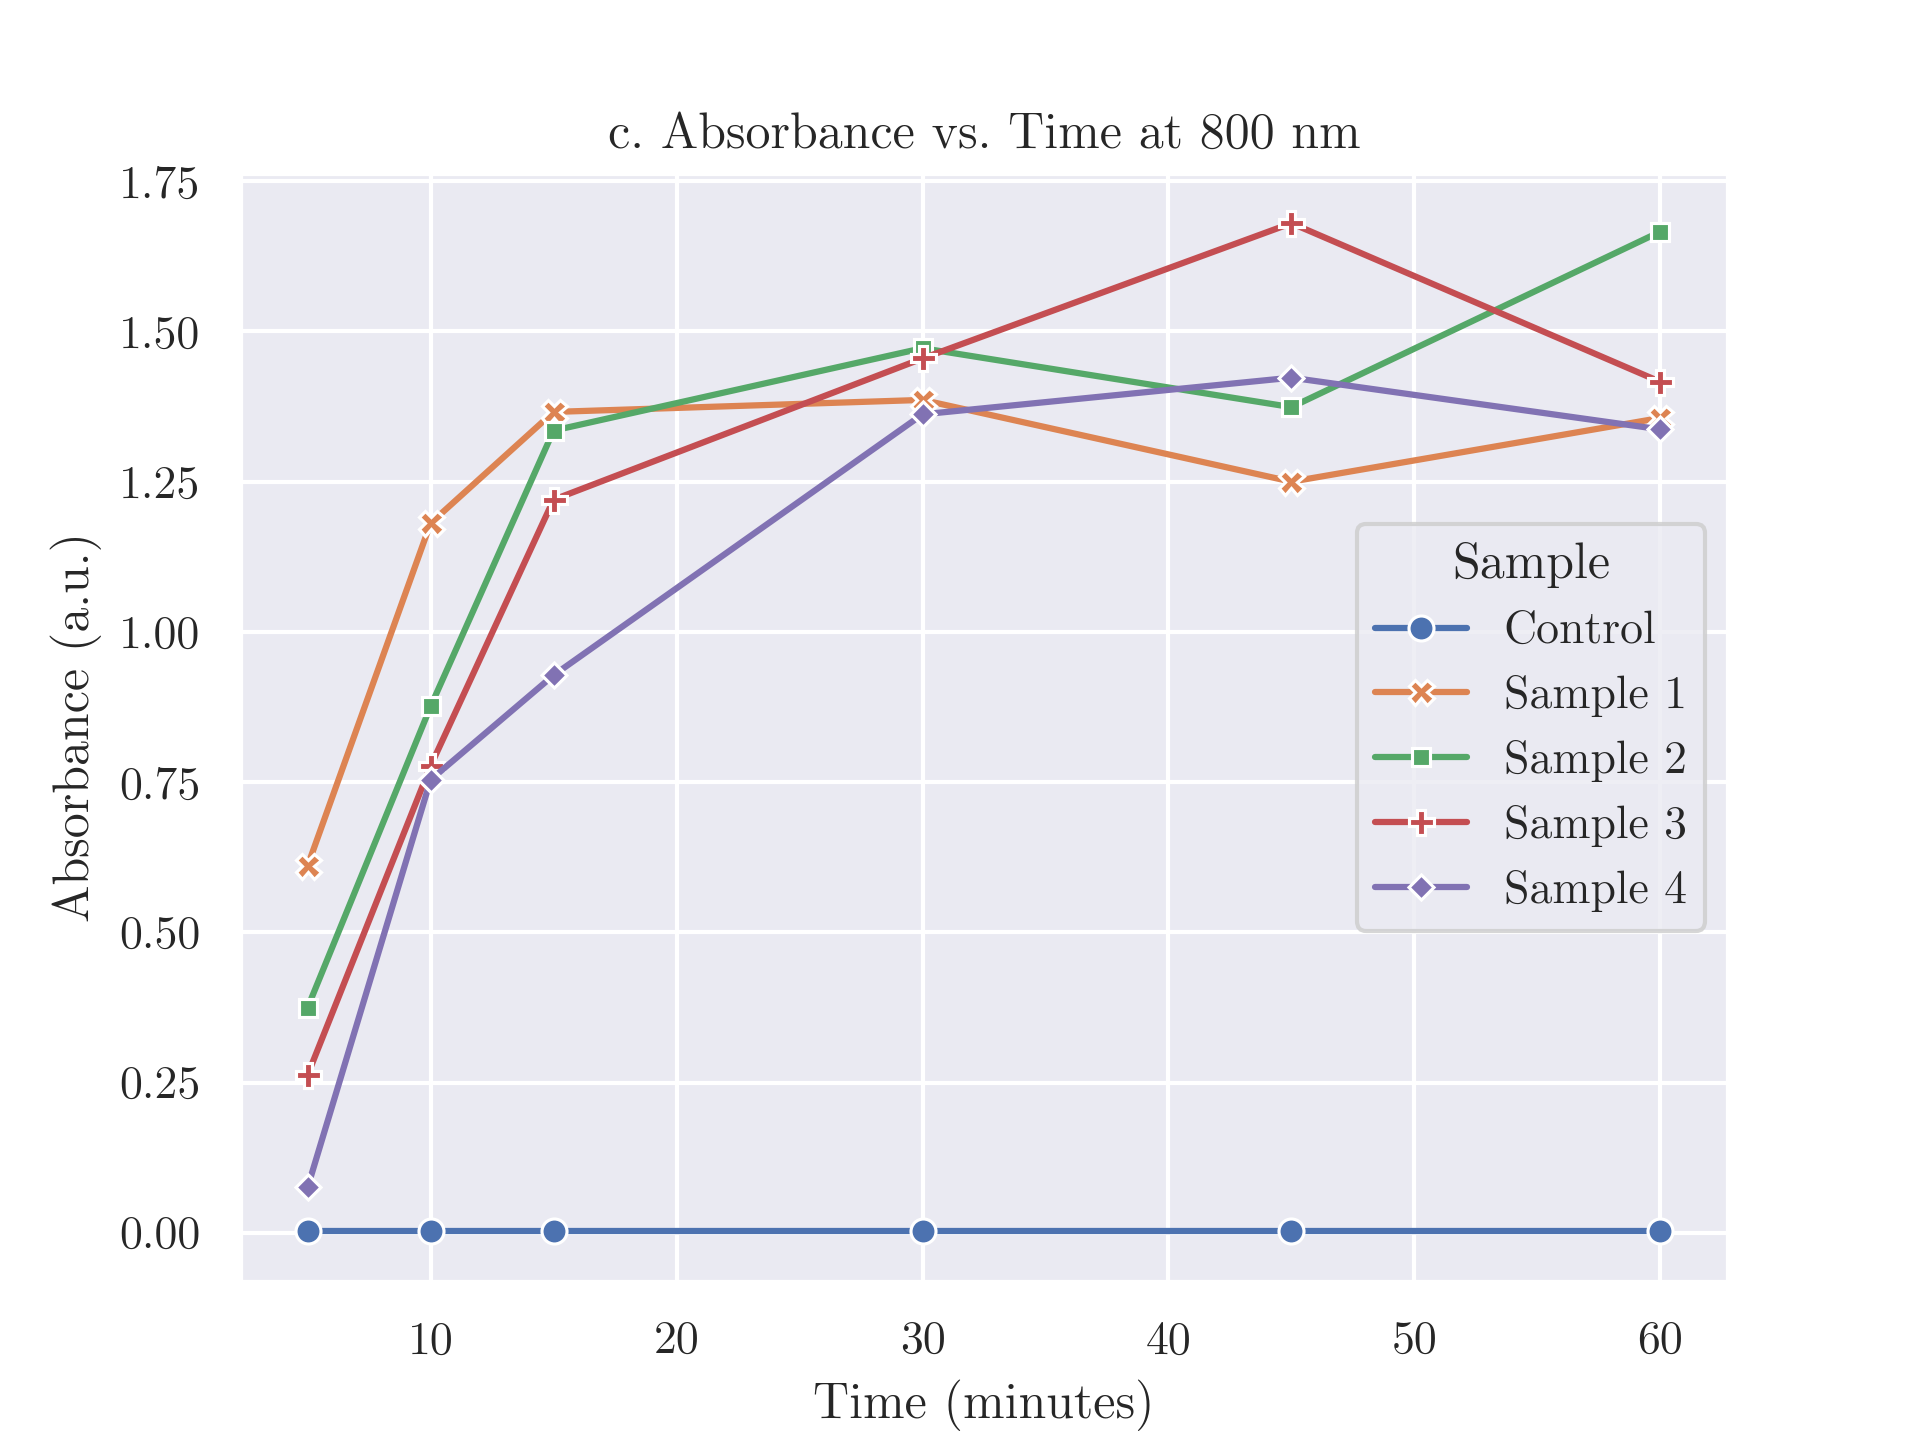 c. Absorbance vs. Time at 800 nm
1.75
1.50
1.25
1.00
0.75
0.50
0.25
0.00
Absorbance (a.u.)
Sample
Control
Sample 1
Sample 2
Sample 3
Sample 4
10 20 30 40 50 60
Time (minutes)